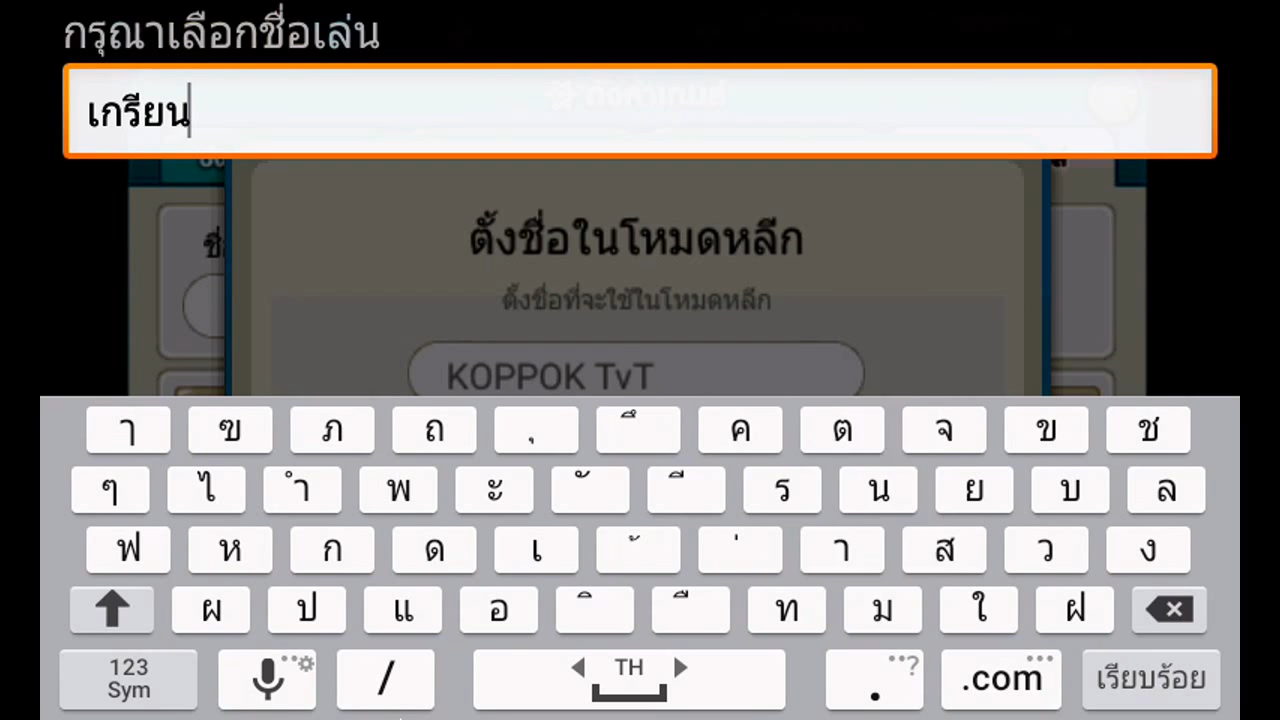 กรุณาเลือกชื่อเล่น
เกรียน
ตั้งชื่อในโหมดหลีก
ตั้งชื่อที่จะใช้ในโหมดหลีก
KOPPOK TvT
ๅ ฃ ภ ถ ุ ึ ค ต จ ข ช
ๆ ไ ำ พ ะ ั ี ร น ย บ ล
ฟ ห ก ด เ ้ ่ า ส ว ง
ผ ป แ อ ิ ื ท ม ใ ฝ
123
Sym
/
TH
.
?
.com
เรียบร้อย